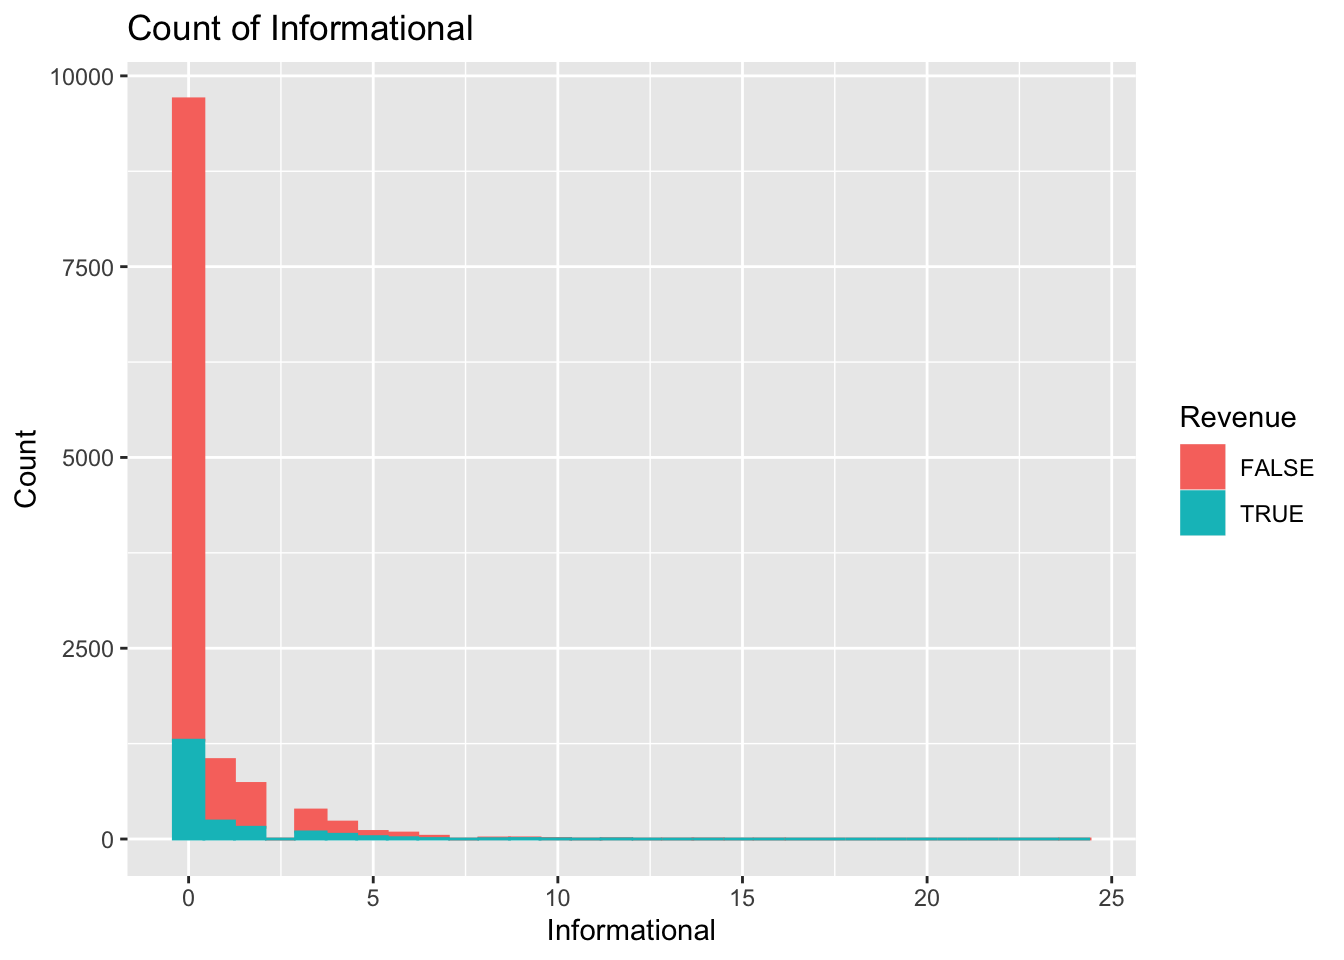 Count of Informational
10000
7500
5000
2500
0
Count
0 5 10 15 20 25
Informational
Revenue
FALSE
TRUE